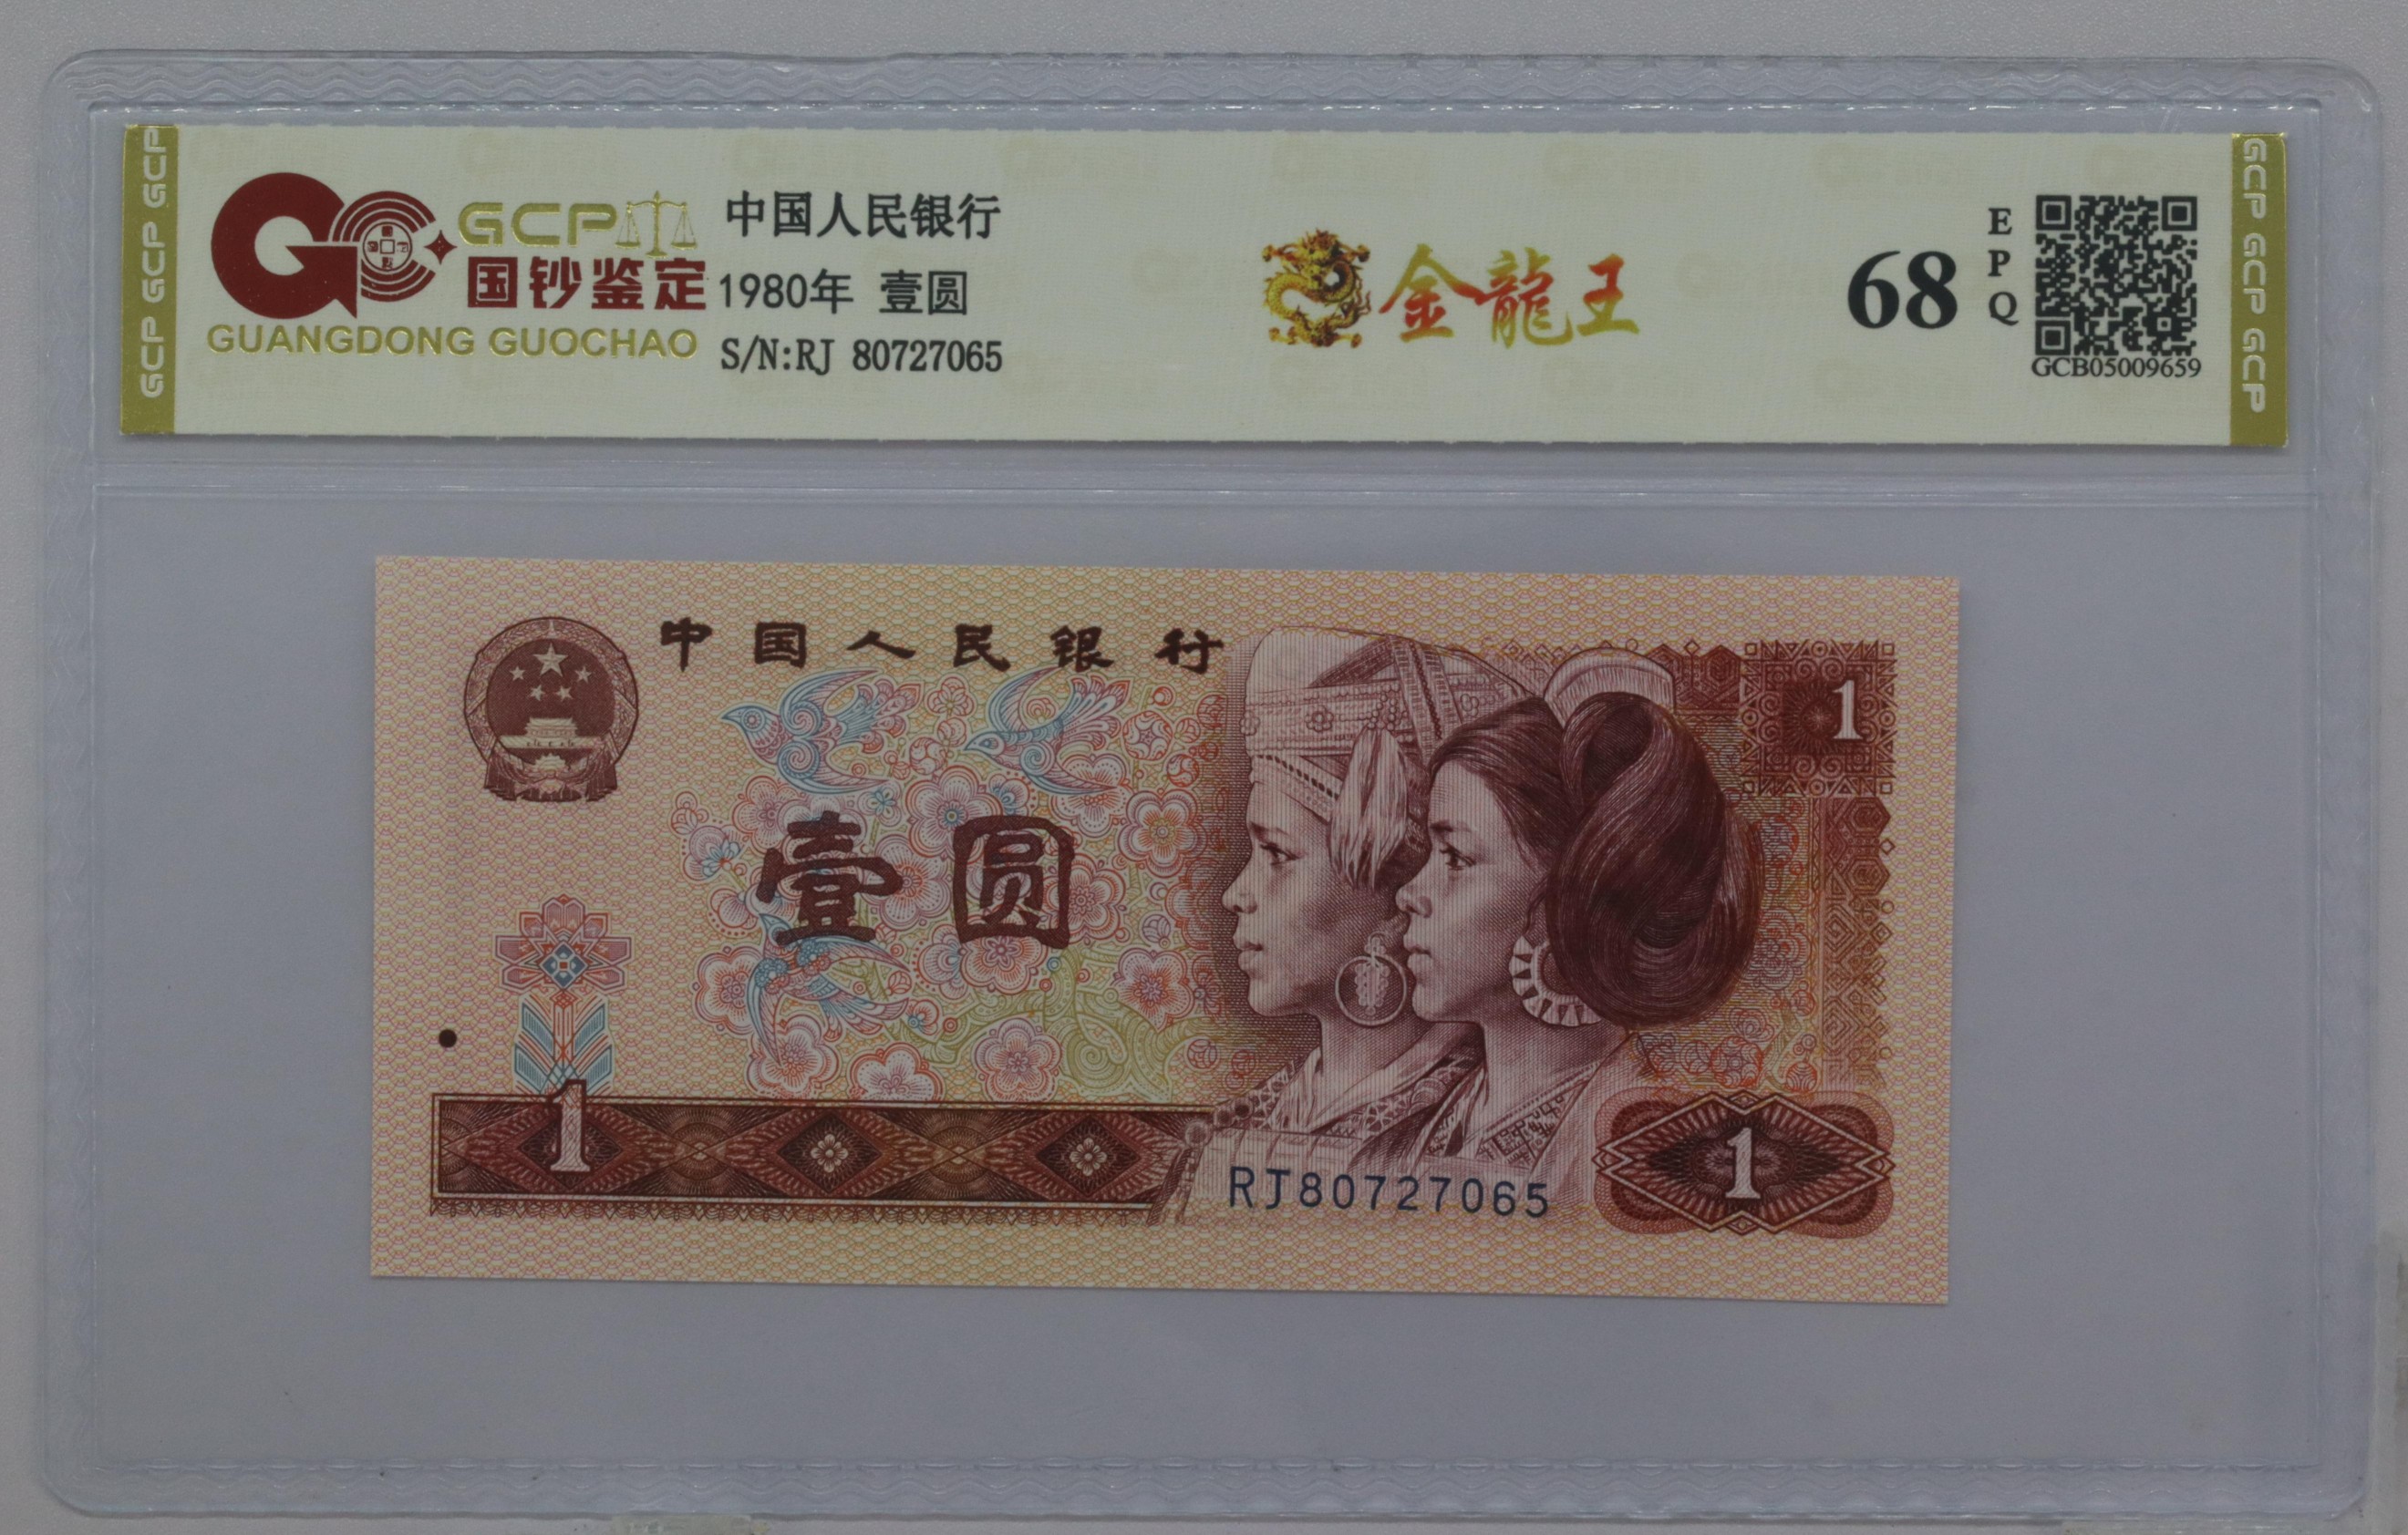 GCP GCP GCP
GCP
国钞鉴定
GUANGDONG GUOCHAO
中国人民银行
1980年 壹圆
S/N:RJ 80727065
金龍王
68
EPQ
GCB05009659
GCP GCP GCP
中国人民银行
1
壹圆
1
RJ80727065
1